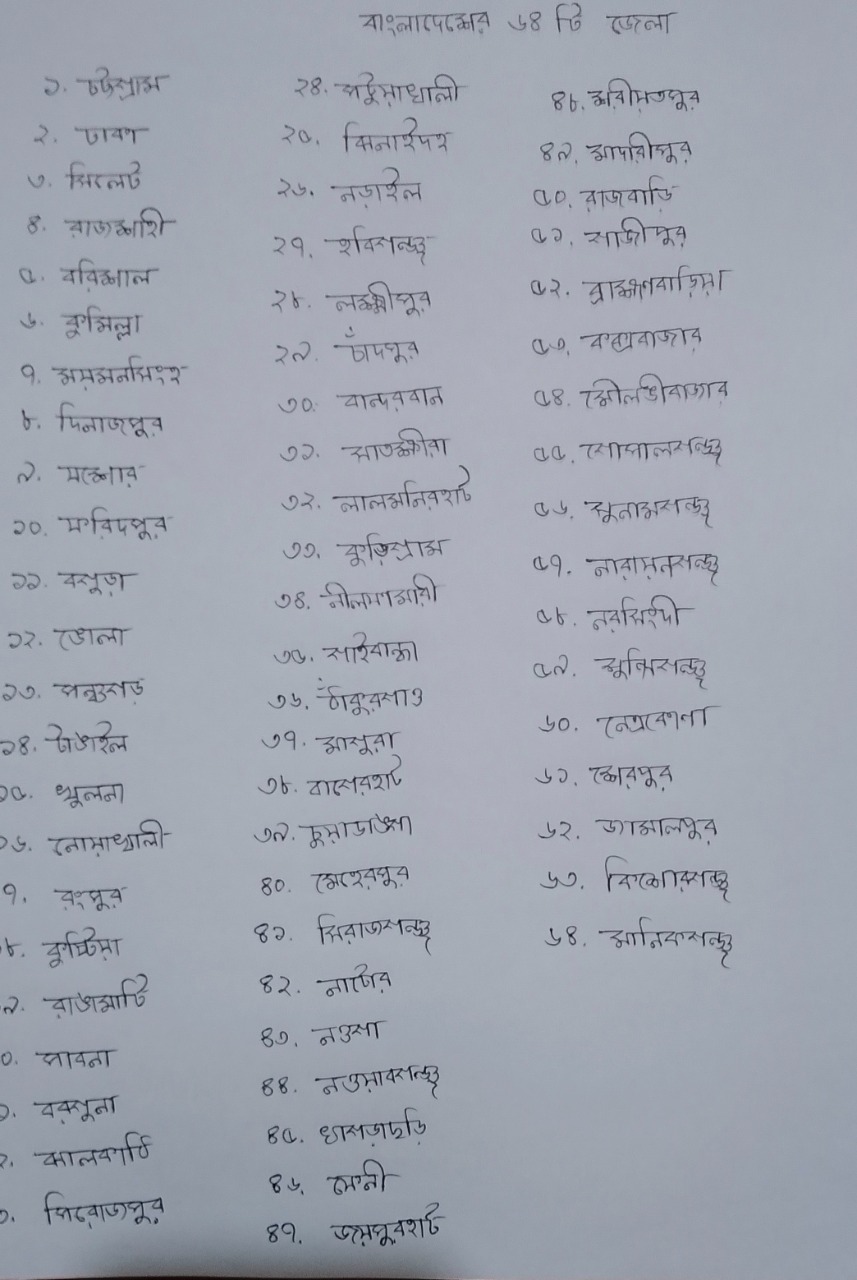 বাংলাদেশের ৬৪ টি জেলা
১. চট্টগ্রাম
২. ঢাকা
৩. সিলেট
৪. রাজশাহী
৫. বরিশাল
৬. কুমিল্লা
৭. ময়মনসিংহ
৮. দিনাজপুর
৯. যশোর
১০. ফরিদপুর
১১. বগুড়া
১২. ভোলা
১৩. পঞ্চগড়
১৪. টাঙাইল
১৫. খুলনা
১৬. নোয়াখালী
৭. রংপুর
৮. কুষ্টিয়া
৯. রাঙামাটি
০. পাবনা
১. বরগুনা
২. ঝালকাঠি
৩. পিরোজপুর
২৪. পটুয়াখালী
২৫. ঝিনাইদহ
২৬. নড়াইল
২৭. হবিগঞ্জ
২৮. লক্ষ্মীপুর
২৯. চাঁদপুর
৩০. বান্দরবান
৩১. সাতক্ষীরা
৩২. লালমনিরহাট
৩৩. কুড়িগ্রাম
৩৪. নীলফামারী
৩৫. গাইবান্ধা
৩৬. ঠাঁকুরগাও
৩৭. মাগুরা
৩৮. বাগেরহাট
৩৯. চুয়াডাঙ্গা
৪০. মেহেরপুর
৪১. সিরাজগঞ্জ
৪২. নাটোর
৪৩. নওগা
৪৪. নওয়াবগঞ্জ
৪৫. খাগড়াছড়ি
৪৬. ফেনী
৪৭. জয়পুরহাট
৪৮. শরীয়তপুর
৪৯. মাদারীপুর
৫০. রাজবাড়ি
৫১. গাজীপুর
৫২. ব্রাহ্মণবাড়িয়া
৫৩. কক্সবাজার
৫৪. মৌলভীবাজার
৫৫. গোপালগঞ্জ
৫৬. সুনামগঞ্জ
৫৭. নারায়নগঞ্জ
৫৮. নরসিংদী
৫৯. মুন্সিগঞ্জ
৬০. নেত্রকোনা
৬১. শেরপুর
৬২. জামালপুর
৬৩. কিশোরগঞ্জ
৬৪. মানিকগঞ্জ